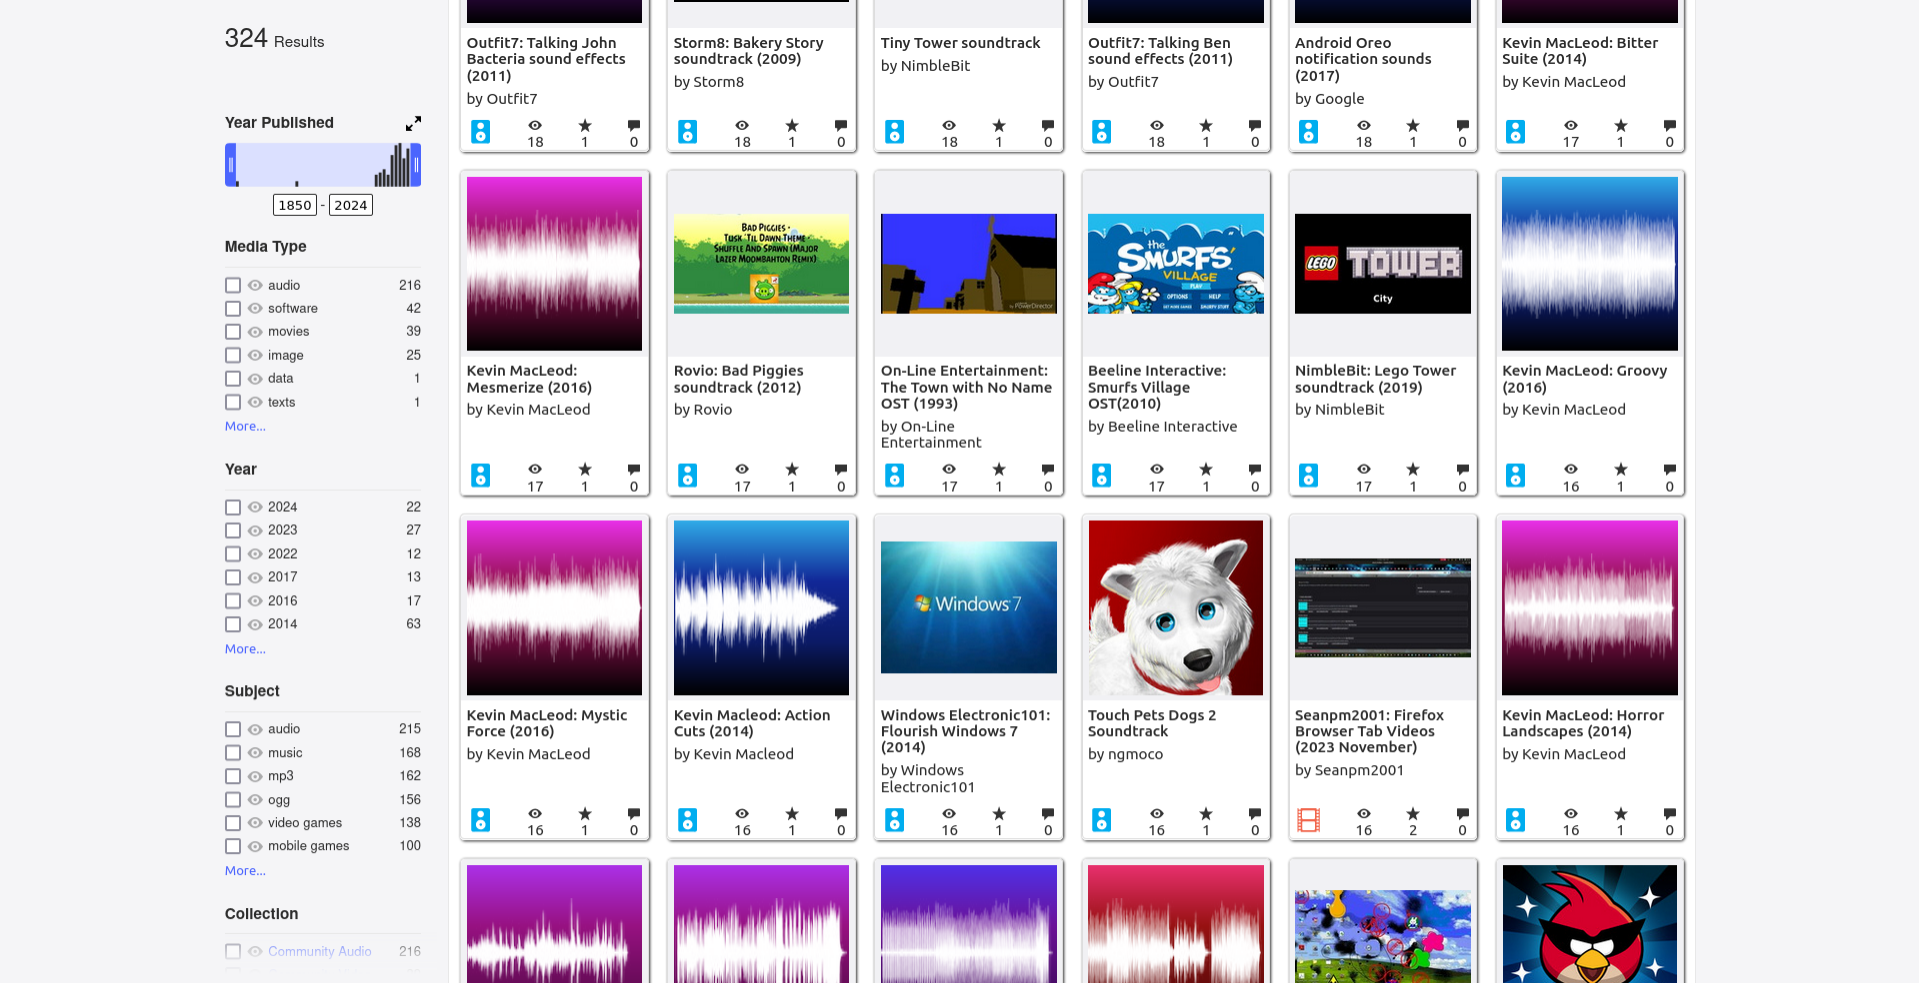 324 Results
Year Published
1850 - 2024
Media Type
audio 216
software 42
movies 39
image 25
data 1
texts 1
More...
Year
2024 22
2023 27
2022 12
2017 13
2016 17
2014 63
More...
Subject
audio 215
music 168
mp3 162
ogg 156
video games 138
mobile games 100
More...
Collection
Community Audio 216
Outfit7: Talking John
Bacteria sound effects
(2011)
by Outfit7
18 1 0
Storm8: Bakery Story
soundtrack (2009)
by Storm8
18 1 0
Tiny Tower soundtrack
by NimbleBit
18 1 0
Outfit7: Talking Ben
sound effects (2011)
by Outfit7
18 1 0
Android Oreo
notification sounds
(2017)
by Google
18 1 0
Kevin MacLeod: Bitter
Suite (2014)
by Kevin MacLeod
17 1 0
Kevin MacLeod:
Mesmerize (2016)
by Kevin MacLeod
17 1 0
BAD PIGGIES -
TUSK 'TIL DAWN THEME -
SHUFFLE AND SPAWN (MAJOR
LAZER MOOMBAHTON REMIX)
Rovio: Bad Piggies
soundtrack (2012)
by Rovio
17 1 0
by PowerDirector
On-Line Entertainment:
The Town with No Name
OST (1993)
by On-Line
Entertainment
17 1 0
the
SMURFS'
VILLAGE
PLAY
OPTIONS HELP
GET MORE GAMES SMURFY STUFF
Beeline Interactive:
Smurfs Village
OST(2010)
by Beeline Interactive
17 1 0
LEGO TOWER
City
NimbleBit: Lego Tower
soundtrack (2019)
by NimbleBit
17 1 0
Kevin MacLeod: Groovy
(2016)
by Kevin MacLeod
16 1 0
Kevin MacLeod: Mystic
Force (2016)
by Kevin MacLeod
16 1 0
Kevin Macleod: Action
Cuts (2014)
by Kevin Macleod
16 1 0
Windows 7
Windows Electronic101:
Flourish Windows 7
(2014)
by Windows
Electronic101
16 1 0
Touch Pets Dogs 2
Soundtrack
by ngmoco
16 1 0
Seanpm2001: Firefox
Browser Tab Videos
(2023 November)
by Seanpm2001
16 2 0
Kevin MacLeod: Horror
Landscapes (2014)
by Kevin MacLeod
16 1 0